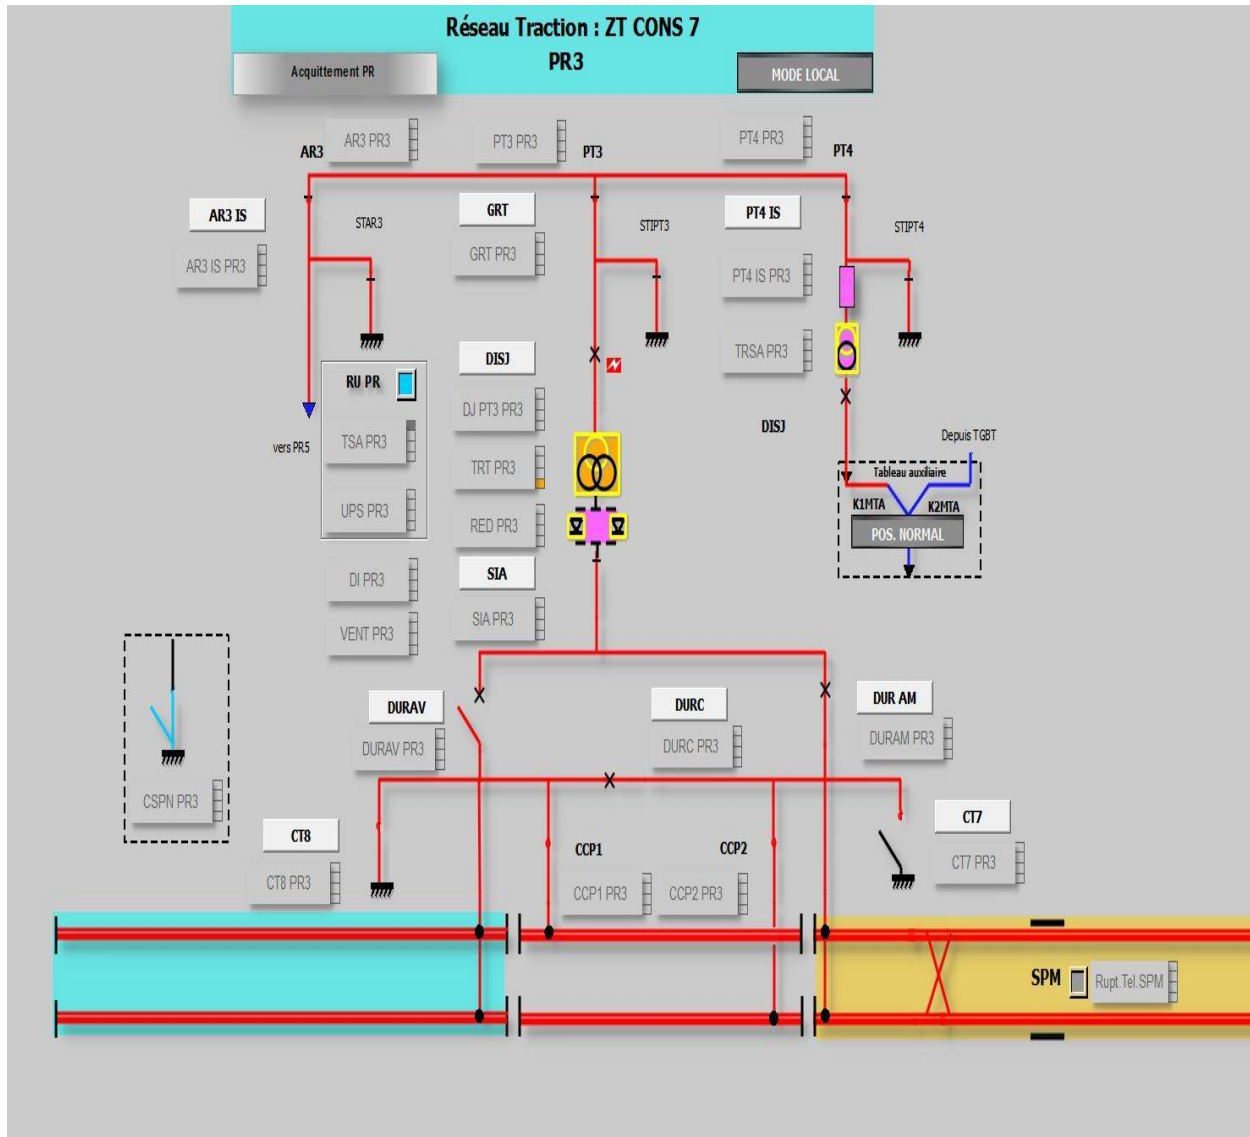 Réseau Traction : ZT CONS 7
PR3
Acquittement PR
MODE LOCAL
AR3
AR3 PR3
PT3 PR3
PT3
PT4 PR3
PT4
AR3 IS
STAR3
GRT
STIPT3
PT4 IS
STIPT4
AR3 IS PR3
GRT PR3
PT4 IS PR3
TRSA PR3
DISJ
RU PR
DJ PT3 PR3
DISJ
Depuis TGBT
vers PR5
TSA PR3
TRT PR3
Tableau auxiliaire
K1MTA
K2MTA
UPS PR3
RED PR3
POS. NORMAL
DI PR3
SIA
VENT PR3
SIA PR3
DURAV
DURC
DUR AM
DURAV PR3
DURC PR3
DURAM PR3
CSPN PR3
CT8
CT7
CCP1
CCP2
CT8 PR3
CCP1 PR3
CCP2 PR3
CT7 PR3
SPM
Rupt.Tel.SPM